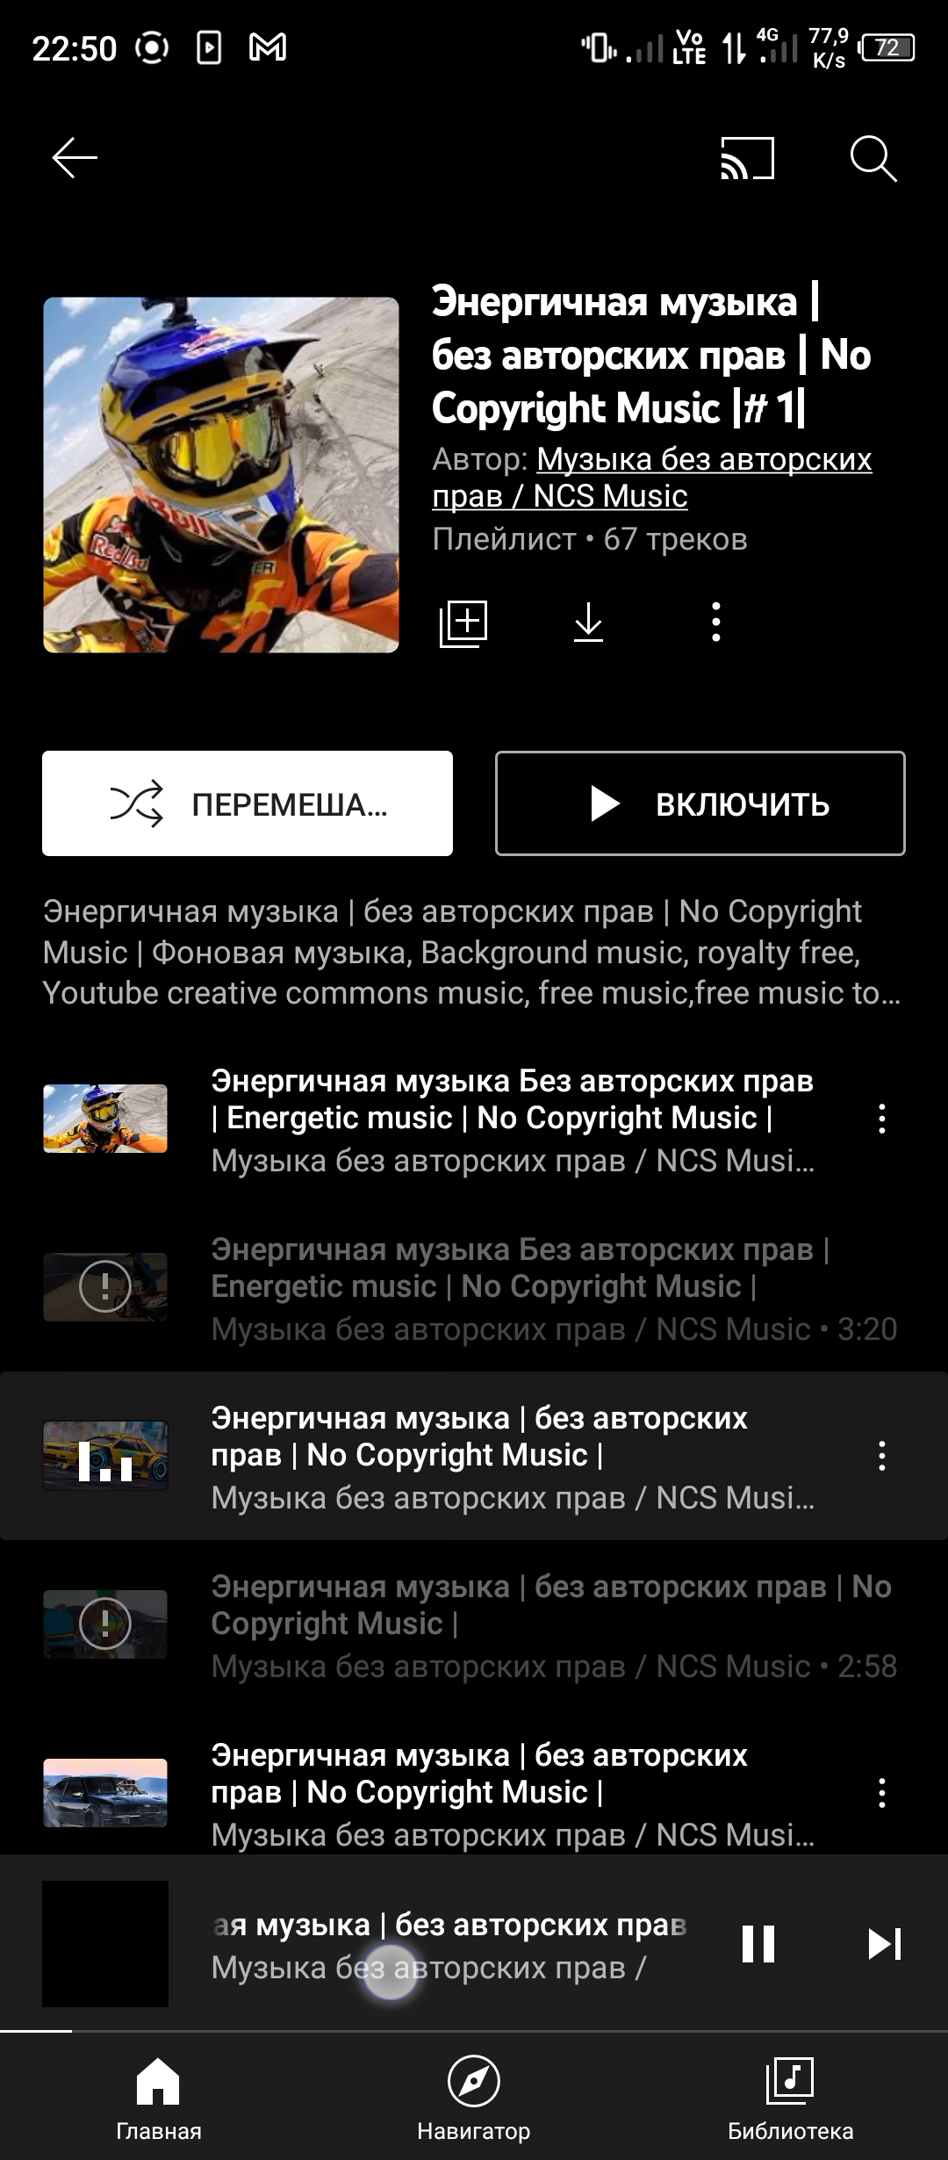 22:50
Vo
LTE
4G
77,9
K/s
72
Энергичная музыка |
без авторских прав | No
Copyright Music |# 1|
Автор: Музыка без авторских
прав / NCS Music
Плейлист • 67 треков
ПЕРЕМЕША...
ВКЛЮЧИТЬ
Энергичная музыка | без авторских прав | No Copyright
Music | Фоновая музыка, Background music, royalty free,
Youtube creative commons music, free music,free music to...
Энергичная музыка Без авторских прав
| Energetic music | No Copyright Music |
Музыка без авторских прав / NCS Musi...
Энергичная музыка Без авторских прав |
Energetic music | No Copyright Music |
Музыка без авторских прав / NCS Music • 3:20
Энергичная музыка | без авторских
прав | No Copyright Music |
Музыка без авторских прав / NCS Musi...
Энергичная музыка | без авторских прав | No
Copyright Music |
Музыка без авторских прав / NCS Music • 2:58
Энергичная музыка | без авторских
прав | No Copyright Music |
Музыка без авторских прав / NCS Musi...
ая музыка | без авторских прав
Музыка без авторских прав /
Главная
Навигатор
Библиотека